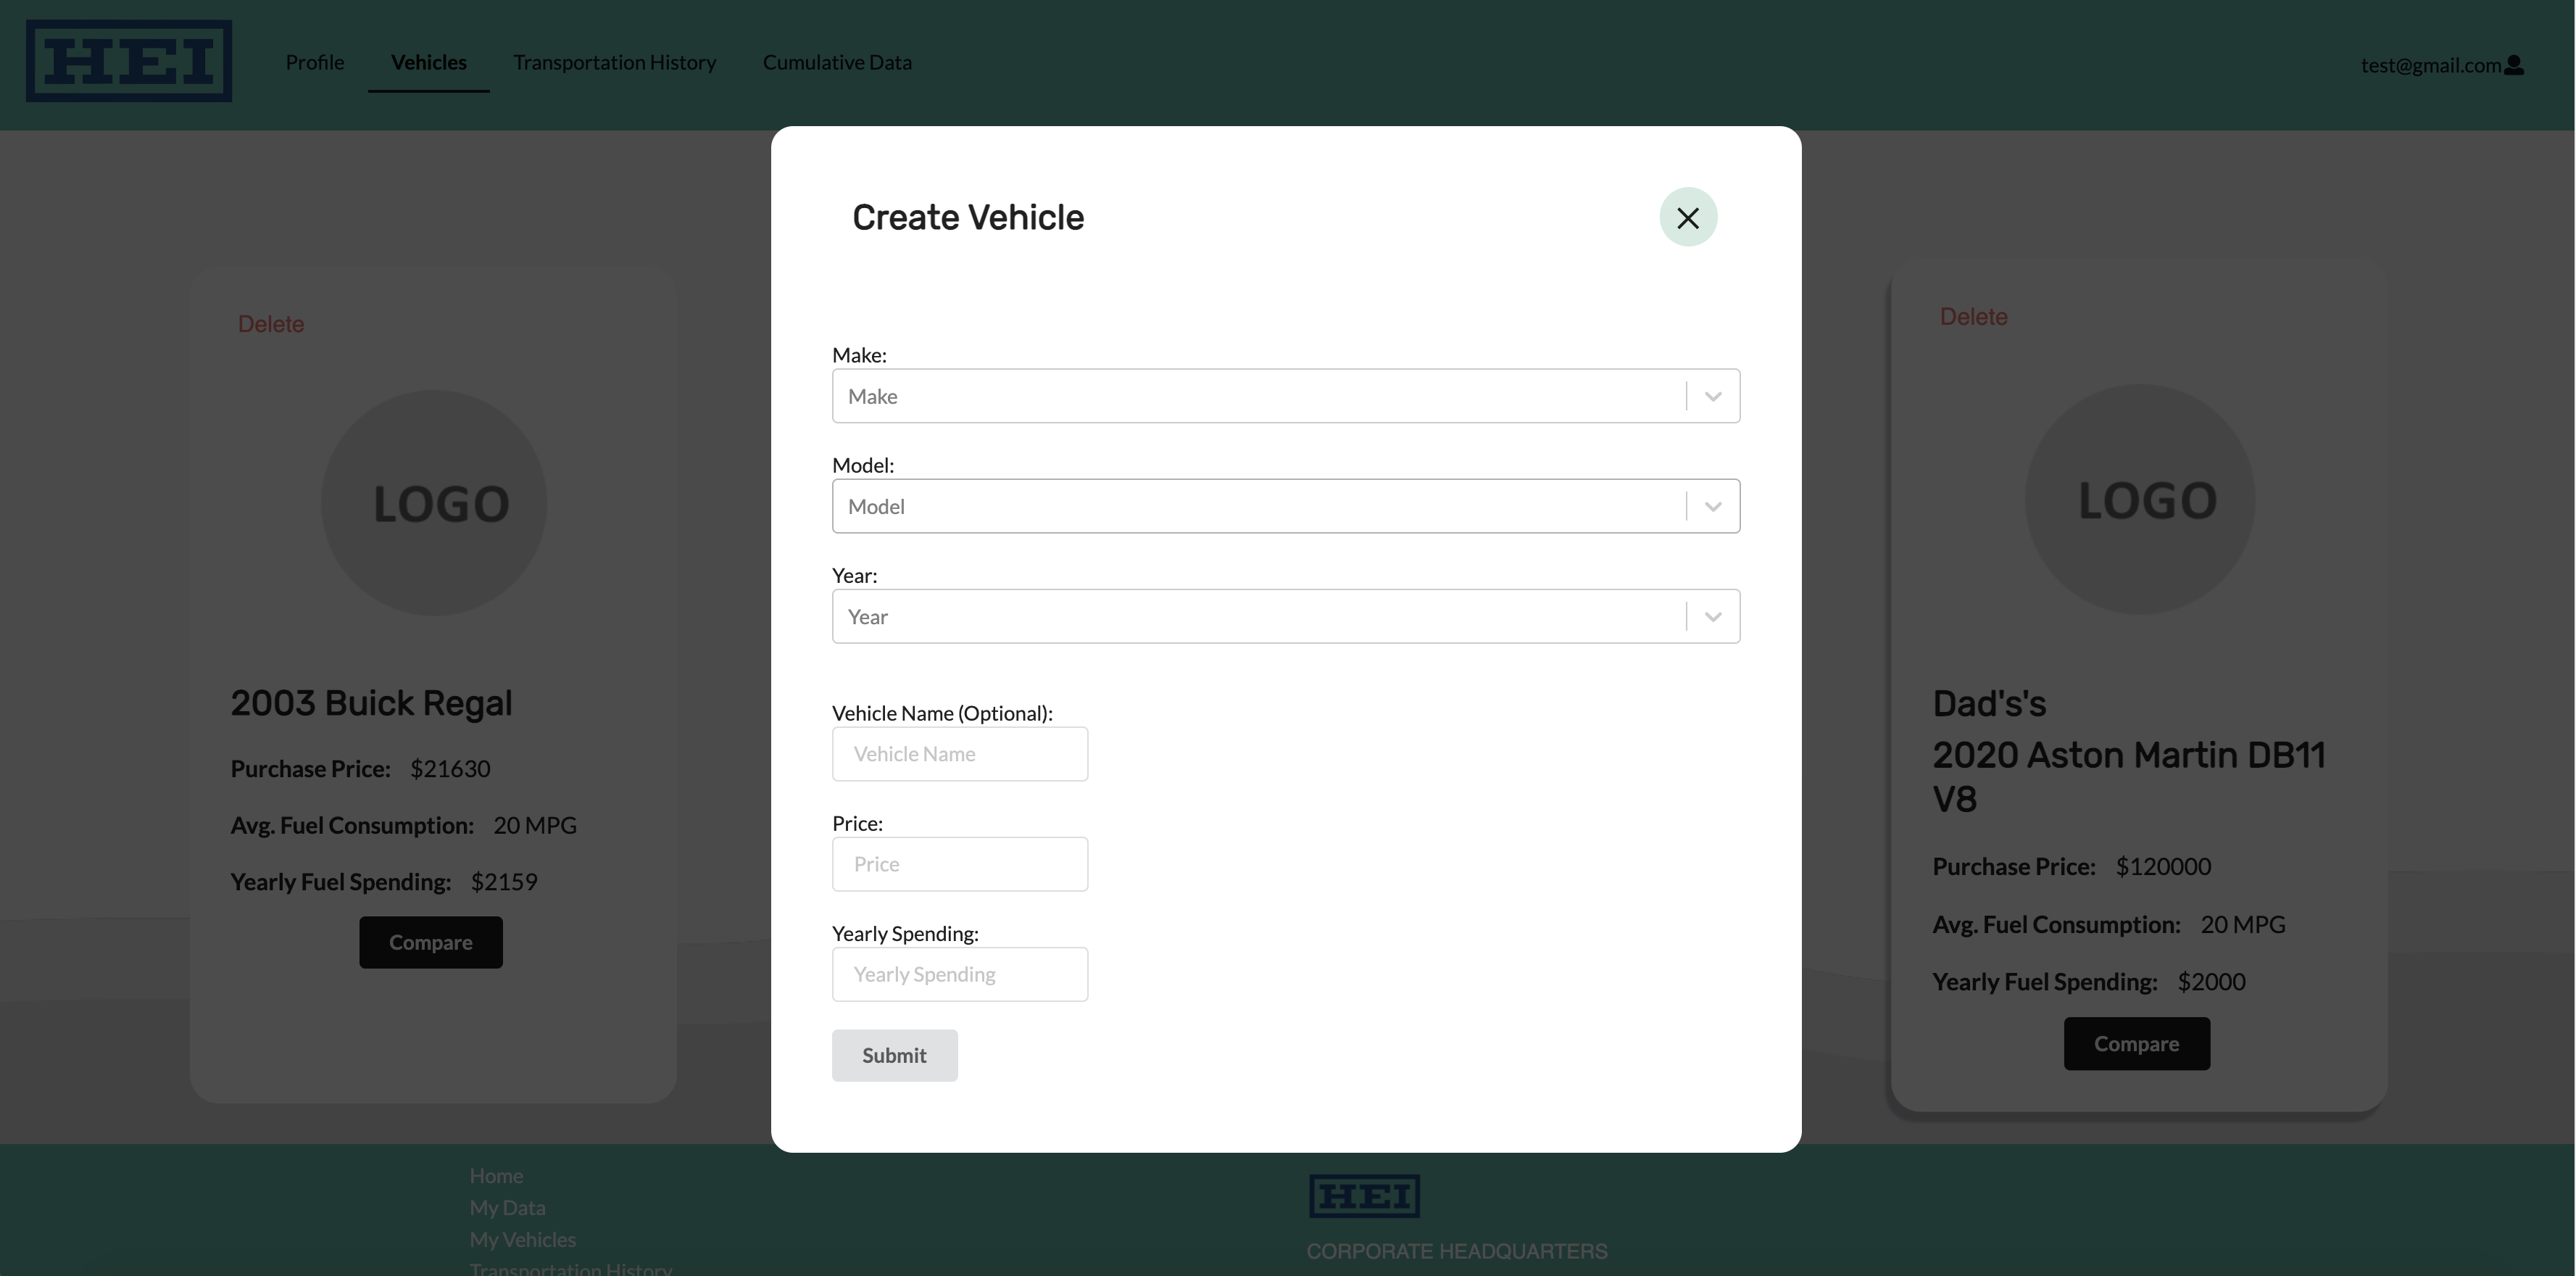 HEI
Profile Vehicles Transportation History Cumulative Data
test@gmail.com
Create Vehicle
Make:
Make
Model:
Model
Year:
Year
Vehicle Name (Optional):
Vehicle Name
Price:
Price
Yearly Spending:
Yearly Spending
Submit
Delete
LOGO
2003 Buick Regal
Purchase Price: $21630
Avg. Fuel Consumption: 20 MPG
Yearly Fuel Spending: $2159
Compare
Delete
LOGO
Dad's's
2020 Aston Martin DB11
V8
Purchase Price: $120000
Avg. Fuel Consumption: 20 MPG
Yearly Fuel Spending: $2000
Compare
Home
My Data
My Vehicles
Transportation History
HEI
CORPORATE HEADQUARTERS